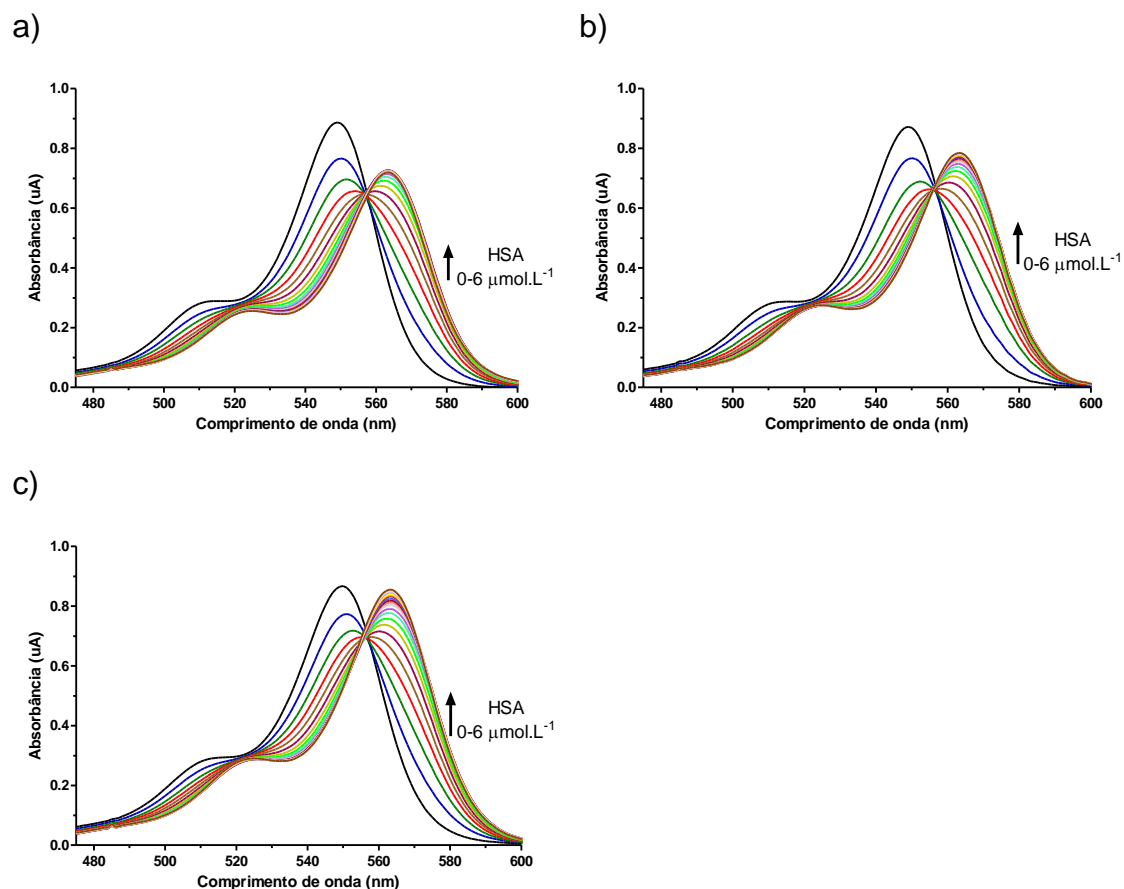 a)
b)
1.0
0.8
0.6
0.4
0.2
0.0
Absorbância (uA)
480 500 520 540 560 580 600
Comprimento de onda (nm)
HSA
0-6 μmol.L⁻¹
1.0
0.8
0.6
0.4
0.2
0.0
Absorbância (uA)
480 500 520 540 560 580 600
Comprimento de onda (nm)
HSA
0-6 μmol.L⁻¹
c)
1.0
0.8
0.6
0.4
0.2
0.0
Absorbância (uA)
480 500 520 540 560 580 600
Comprimento de onda (nm)
HSA
0-6 μmol.L⁻¹